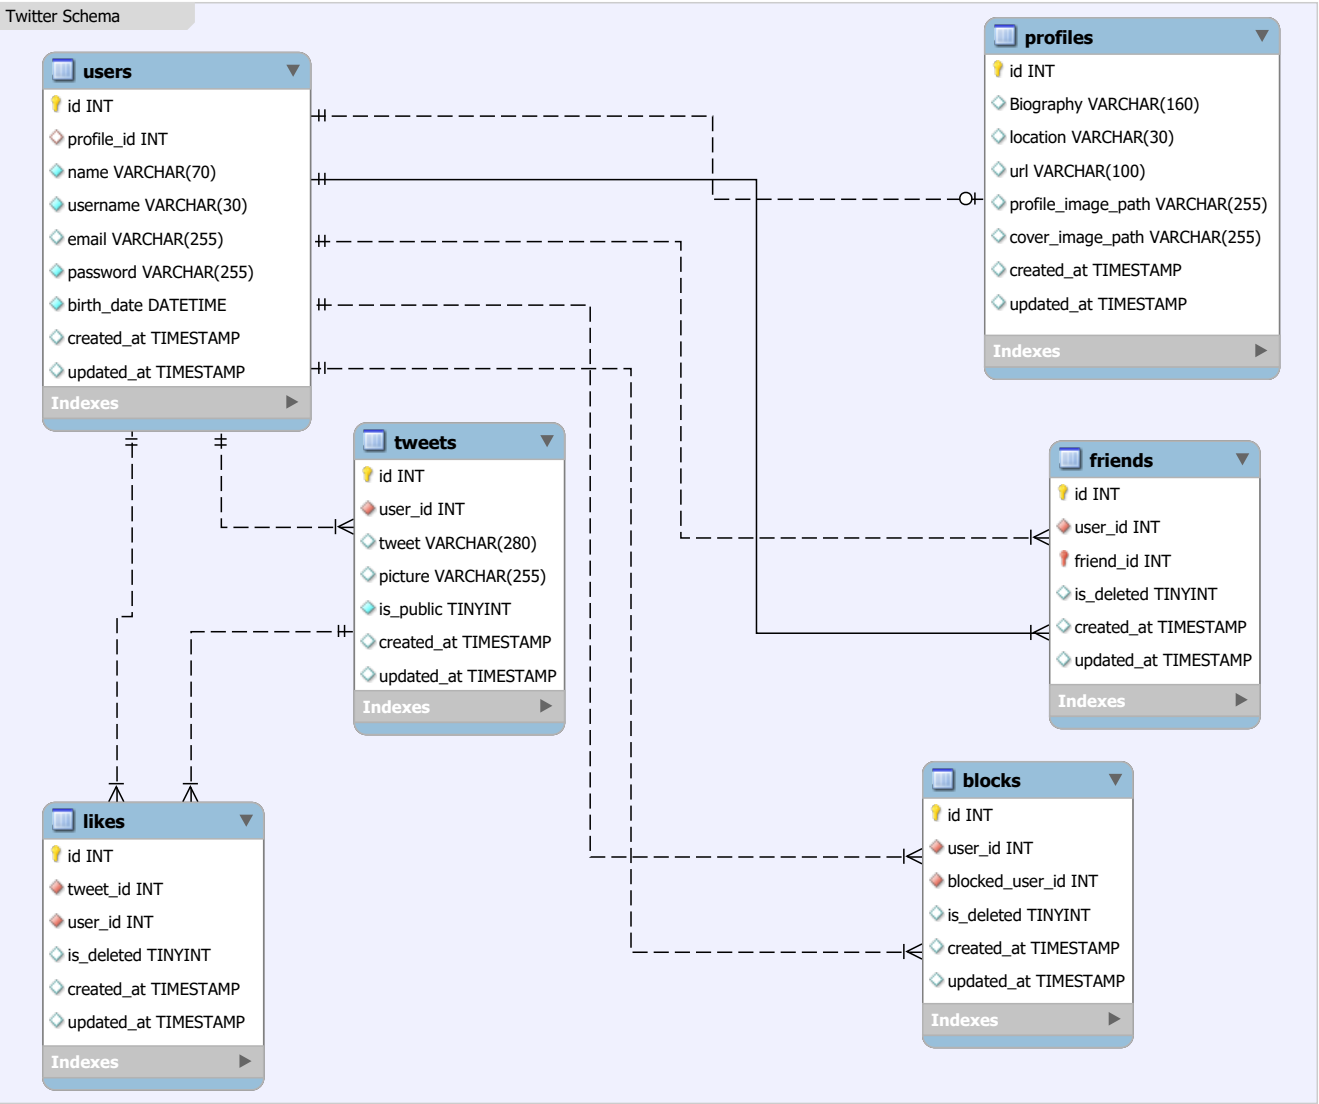 Twitter Schema
users
id INT
profile_id INT
name VARCHAR(70)
username VARCHAR(30)
email VARCHAR(255)
password VARCHAR(255)
birth_date DATETIME
created_at TIMESTAMP
updated_at TIMESTAMP
Indexes
profiles
id INT
Biography VARCHAR(160)
location VARCHAR(30)
url VARCHAR(100)
profile_image_path VARCHAR(255)
cover_image_path VARCHAR(255)
created_at TIMESTAMP
updated_at TIMESTAMP
Indexes
tweets
id INT
user_id INT
tweet VARCHAR(280)
picture VARCHAR(255)
is_public TINYINT
created_at TIMESTAMP
updated_at TIMESTAMP
Indexes
friends
id INT
user_id INT
friend_id INT
is_deleted TINYINT
created_at TIMESTAMP
updated_at TIMESTAMP
Indexes
likes
id INT
tweet_id INT
user_id INT
is_deleted TINYINT
created_at TIMESTAMP
updated_at TIMESTAMP
Indexes
blocks
id INT
user_id INT
blocked_user_id INT
is_deleted TINYINT
created_at TIMESTAMP
updated_at TIMESTAMP
Indexes